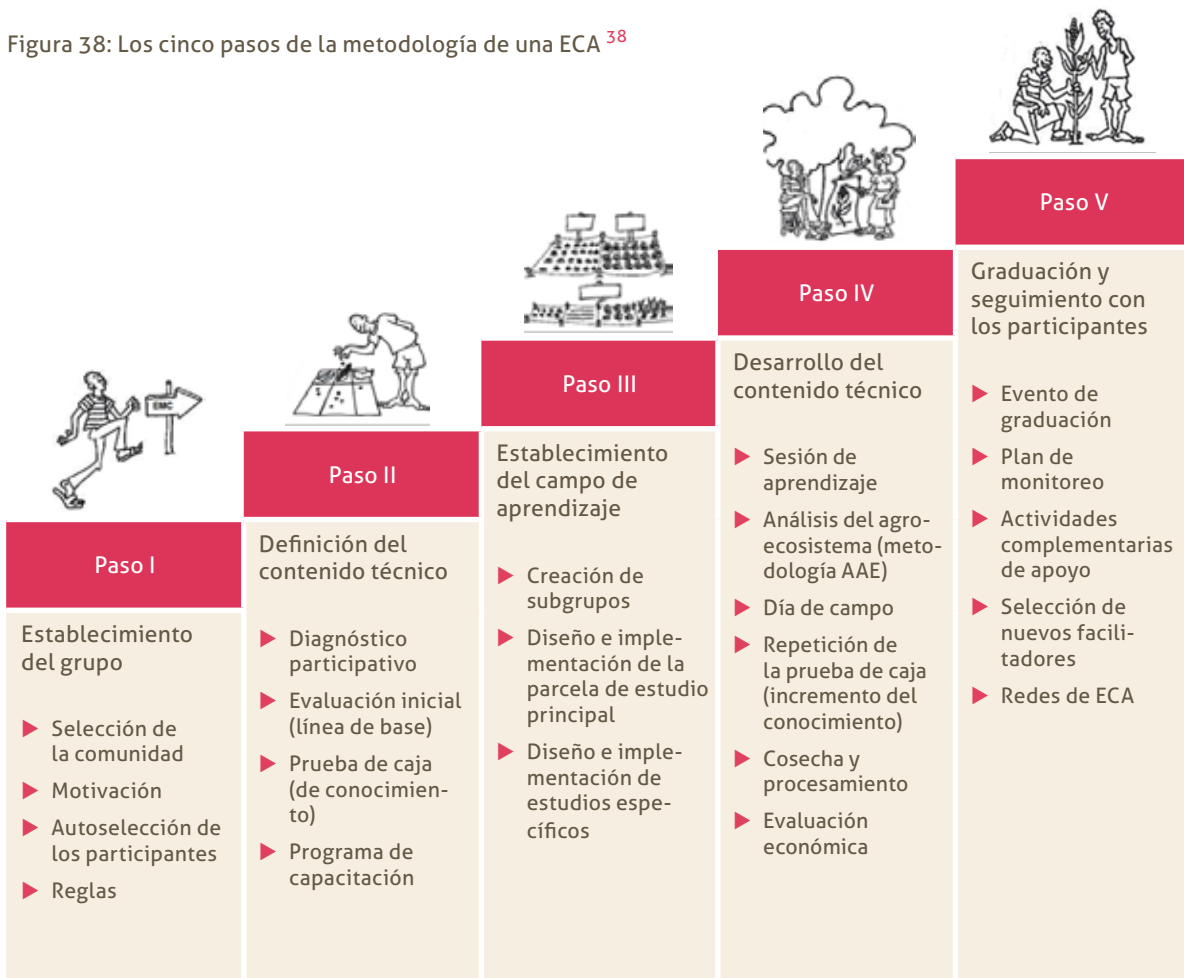 Figura 38: Los cinco pasos de la metodología de una ECA 38
EMC
Paso I
Establecimiento
del grupo
▶ Selección de
la comunidad
▶ Motivación
▶ Autoselección de
los participantes
▶ Reglas
Paso II
Definición del
contenido técnico
▶ Diagnóstico
participativo
▶ Evaluación inicial
(línea de base)
▶ Prueba de caja
(de conocimien-
to)
▶ Programa de
capacitación
Paso III
Establecimiento
del campo de
aprendizaje
▶ Creación de
subgrupos
▶ Diseño e imple-
mentación de la
parcela de estudio
principal
▶ Diseño e imple-
mentación de
estudios espe-
cíficos
Paso IV
Desarrollo del
contenido técnico
▶ Sesión de
aprendizaje
▶ Análisis del agro-
ecosistema (meto-
dología AAE)
▶ Día de campo
▶ Repetición de
la prueba de caja
(incremento del
conocimiento)
▶ Cosecha y
procesamiento
▶ Evaluación
económica
Paso V
Graduación y
seguimiento con
los participantes
▶ Evento de
graduación
▶ Plan de
monitoreo
▶ Actividades
complementarias
de apoyo
▶ Selección de
nuevos facili-
tadores
▶ Redes de ECA